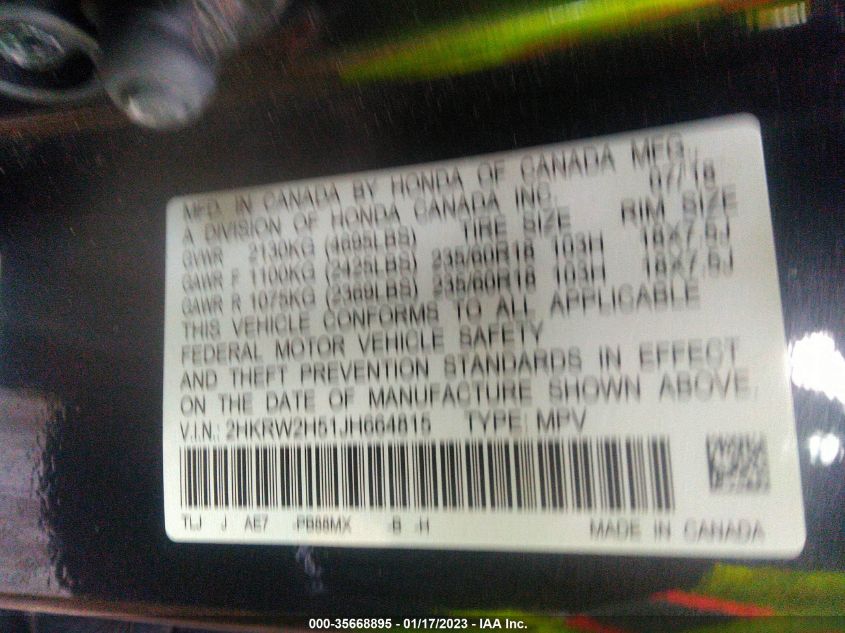 MFD. IN CANADA BY HONDA OF CANADA MFG.,
A DIVISION OF HONDA CANADA INC. 07/18
GVWR 2130KG (4695LBS) TIRE SIZE RIM SIZE
GAWR F 1100KG (2425LBS) 235/60R18 103H 18X7.5J
GAWR R 1075KG (2369LBS) 235/60R18 103H 18X7.5J
THIS VEHICLE CONFORMS TO ALL APPLICABLE
FEDERAL MOTOR VEHICLE SAFETY
AND THEFT PREVENTION STANDARDS IN EFFECT
ON THE DATE OF MANUFACTURE SHOWN ABOVE.
V.I.N.: 2HKRW2H51JH664815 TYPE: MPV
TLJ J AE7 -PB88MX -B -H MADE IN CANADA
000-35668895 - 01/17/2023 - IAA Inc.